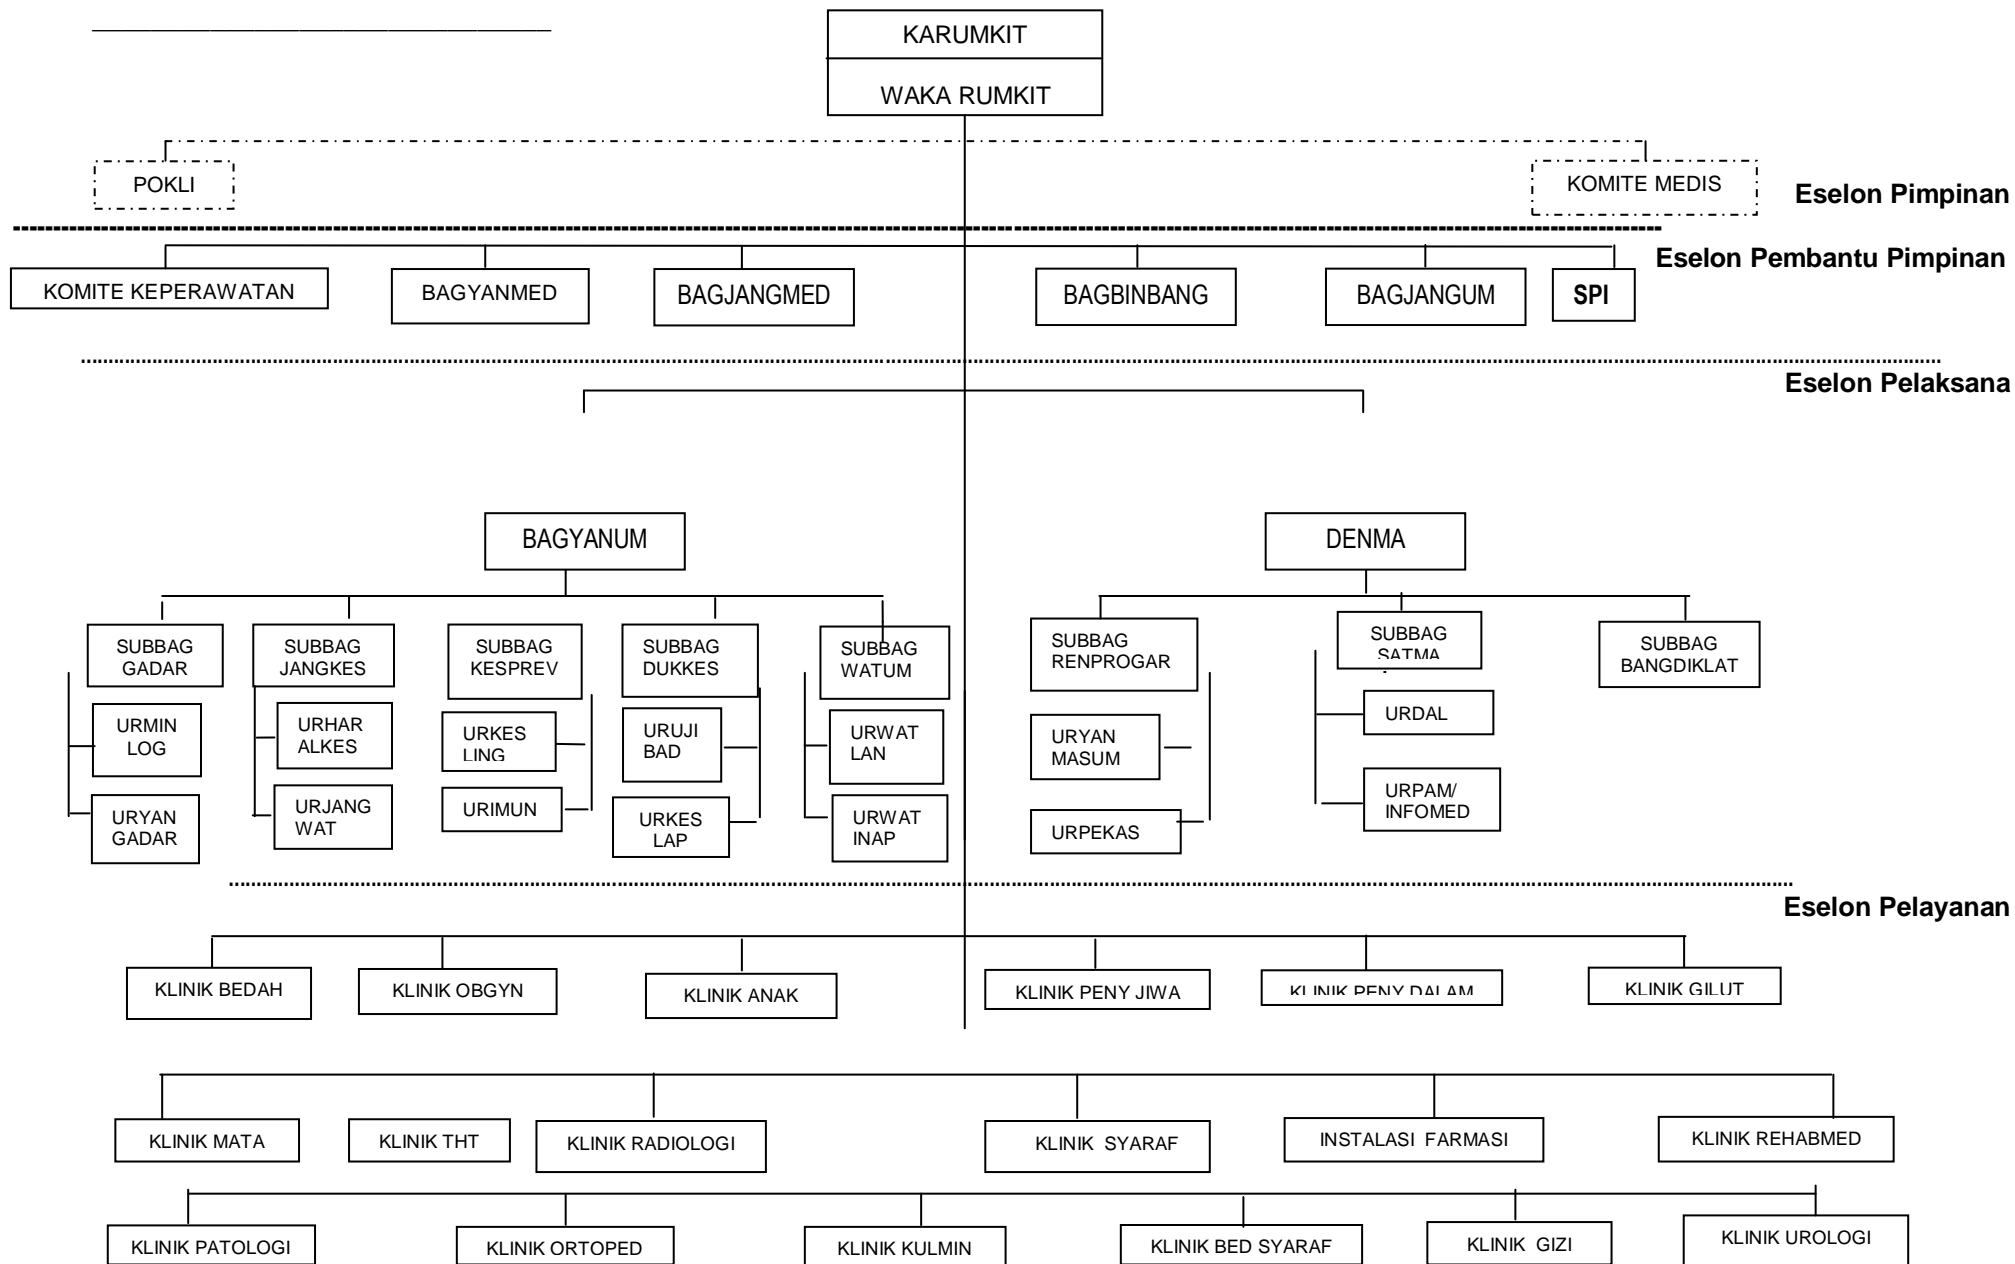 KARUMKIT
WAKA RUMKIT
POKLI
KOMITE MEDIS
Eselon Pimpinan
Eselon Pembantu Pimpinan
KOMITE KEPERAWATAN
BAGYANMED
BAGJANGMED
BAGBINBANG
BAGJANGUM
SPI
Eselon Pelaksana
BAGYANUM
DENMA
SUBBAG
GADAR
SUBBAG
JANGKES
SUBBAG
KESPREV
SUBBAG
DUKKES
SUBBAG
WATUM
SUBBAG
RENPROGAR
SUBBAG
SATMA
SUBBAG
BANGDIKLAT
URMIN
LOG
URHAR
ALKES
URKES
LING
URUJI
BAD
URWAT
LAN
URYAN
MASUM
URDAL
URYAN
GADAR
URJANG
WAT
URIMUN
URKES
LAP
URWAT
INAP
URPEKAS
URPAM/
INFOMED
Eselon Pelayanan
KLINIK BEDAH
KLINIK OBGYN
KLINIK ANAK
KLINIK PENY JIWA
KLINIK PENY DALAM
KLINIK GILUT
KLINIK MATA
KLINIK THT
KLINIK RADIOLOGI
KLINIK SYARAF
INSTALASI FARMASI
KLINIK REHABMED
KLINIK PATOLOGI
KLINIK ORTOPED
KLINIK KULMIN
KLINIK BED SYARAF
KLINIK GIZI
KLINIK UROLOGI